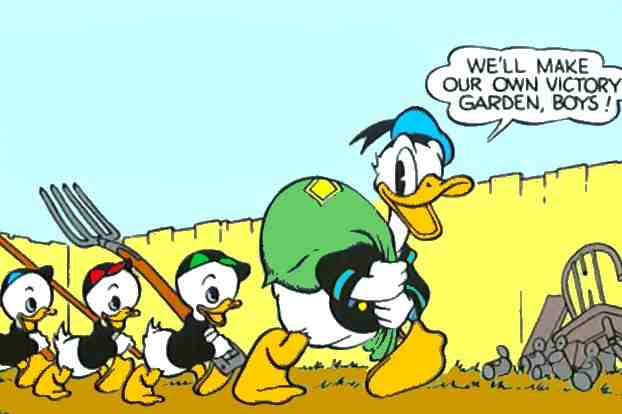 WE'LL MAKE
OUR OWN VICTORY
GARDEN, BOYS!